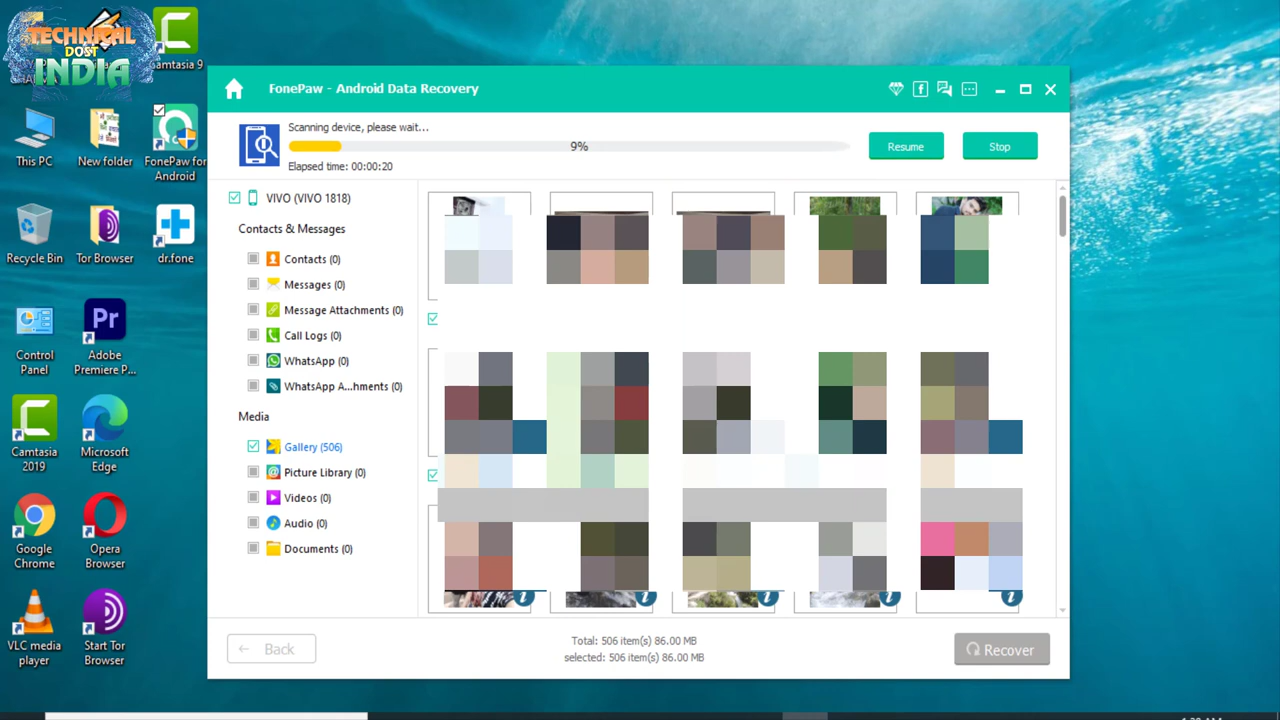 TECHNICAL
DOST
INDIA
Camtasia 9
This PC
New folder
FonePaw for
Android
Recycle Bin
Tor Browser
dr.fone
Control
Panel
Adobe
Premiere P...
Camtasia
2019
Microsoft
Edge
Google
Chrome
Opera
Browser
VLC media
player
Start Tor
Browser
FonePaw - Android Data Recovery
Scanning device, please wait...
9%
Elapsed time: 00:00:20
Resume
Stop
VIVO (VIVO 1818)
Contacts & Messages
Contacts (0)
Messages (0)
Message Attachments (0)
Call Logs (0)
WhatsApp (0)
WhatsApp A...hments (0)
Media
Gallery (506)
Picture Library (0)
Videos (0)
Audio (0)
Documents (0)
Back
Total: 506 item(s) 86.00 MB
selected: 506 item(s) 86.00 MB
Recover